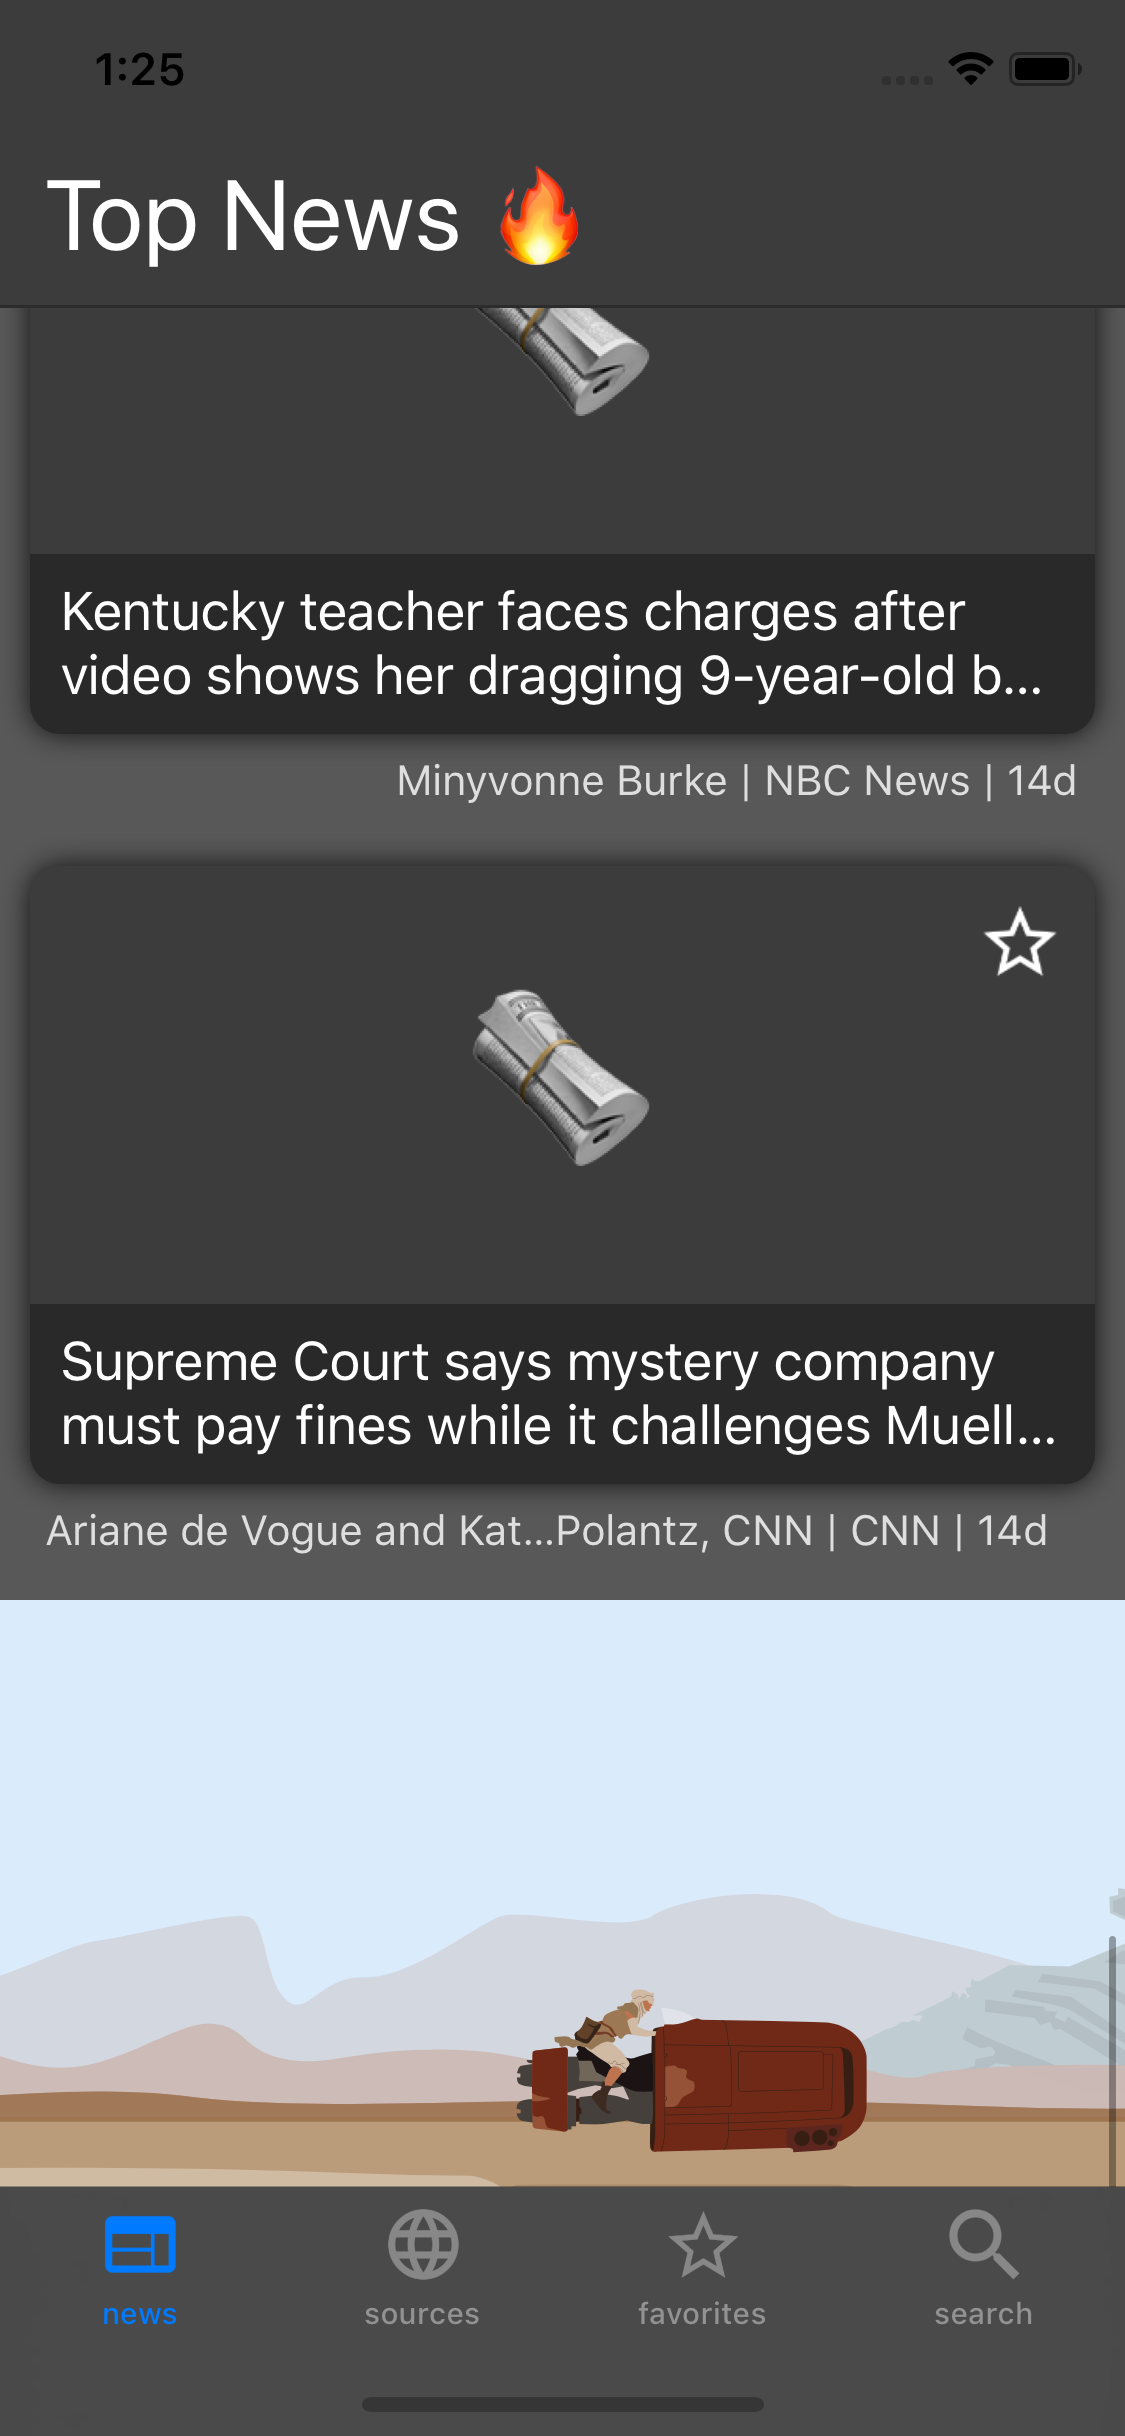 1:25
Top News 🔥
Kentucky teacher faces charges after
video shows her dragging 9-year-old b...
Minyvonne Burke | NBC News | 14d
Supreme Court says mystery company
must pay fines while it challenges Muell...
Ariane de Vogue and Kat...Polantz, CNN | CNN | 14d
news
sources
favorites
search